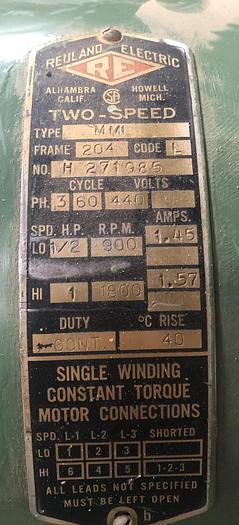 REULAND ELECTRIC
RE
ALHAMBRA HOWELL
CALIF. SA MICH.
TWO-SPEED
TYPE MMI
FRAME 204 CODE L
NO. H 271985
CYCLE VOLTS
PH. 3 60 440
AMPS.
SPD. H.P. R.P.M.
LO 1/2 900 1.45
HI 1 1800 1.57
DUTY °C RISE
CONT. 40
SINGLE WINDING
CONSTANT TORQUE
MOTOR CONNECTIONS
SPD. L-1 L-2 L-3 SHORTED
LO 1 2 3
HI 6 4 5 1-2-3
ALL LEADS NOT SPECIFIED
MUST BE LEFT OPEN
b